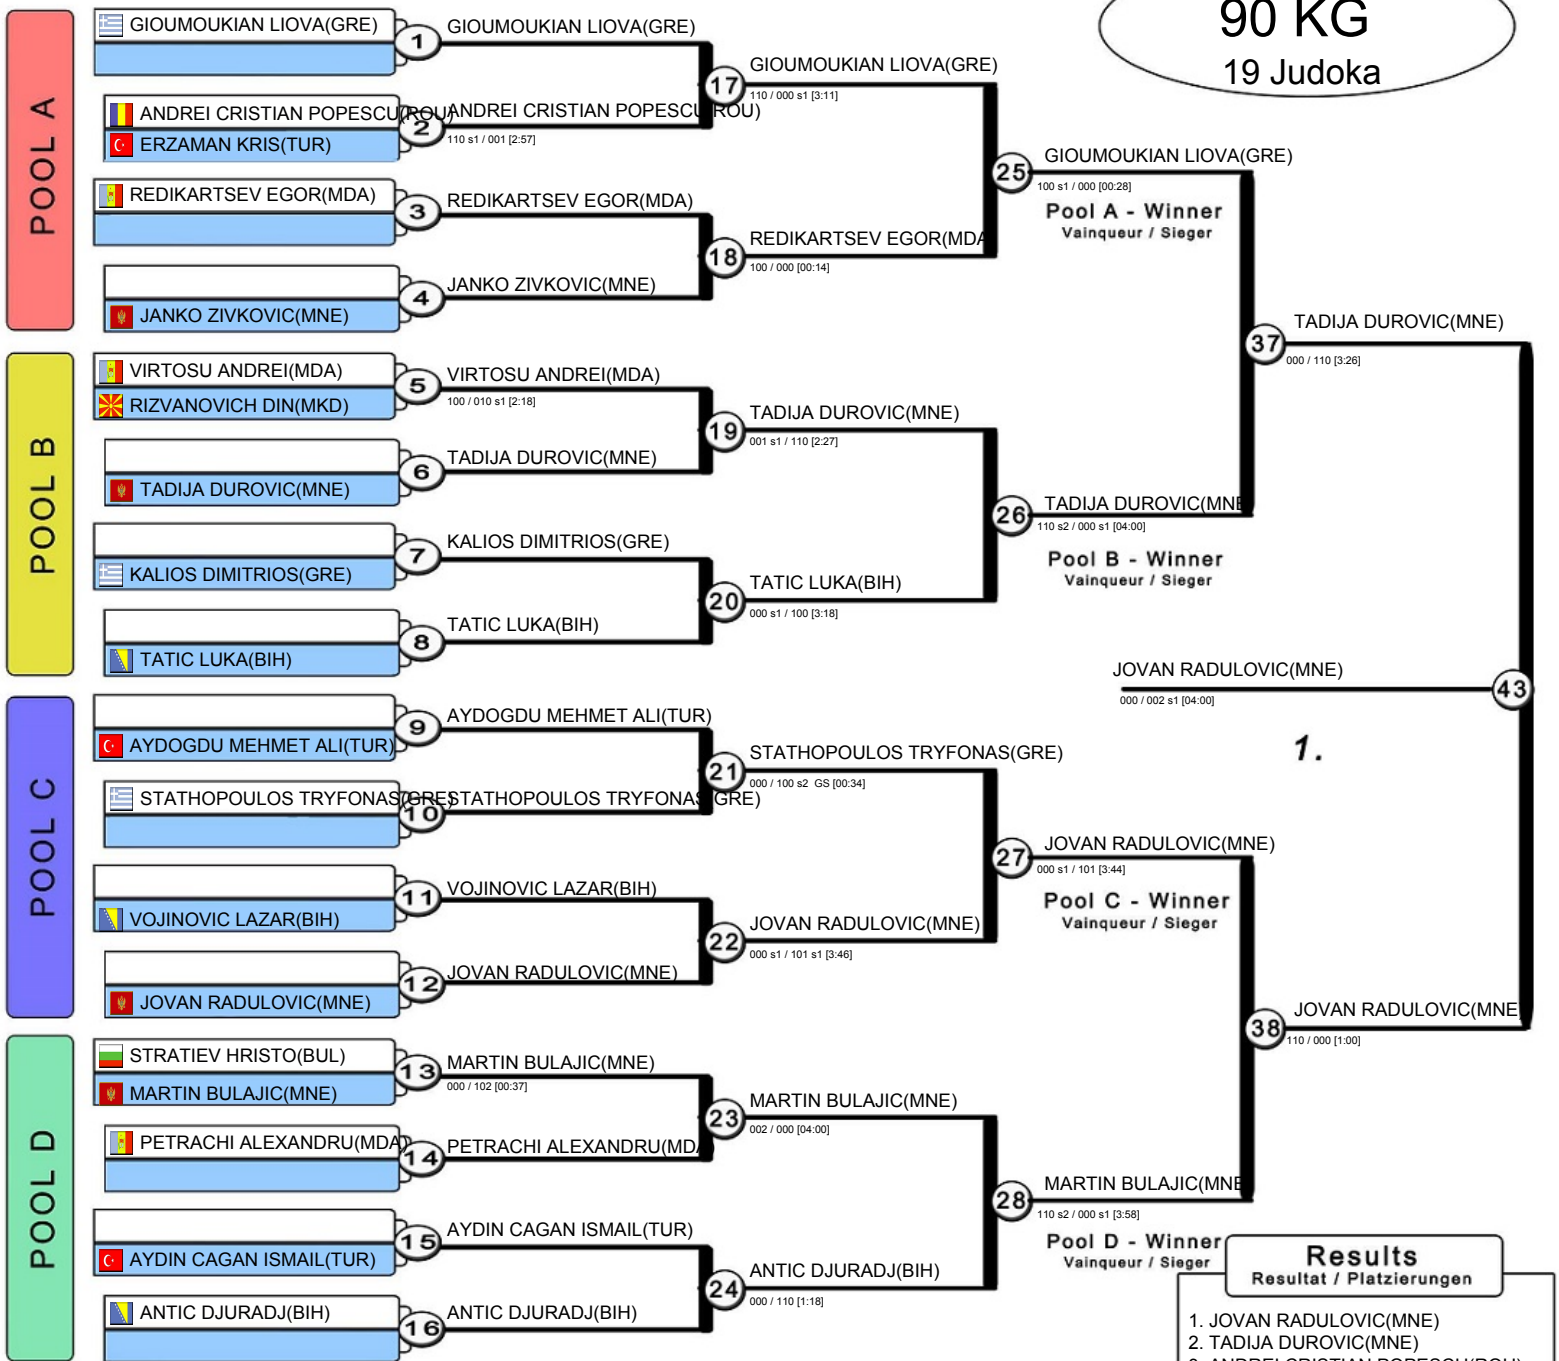 90 KG
19 Judoka
POOL A
GIOUMOUKIAN LIOVA(GRE)
1
GIOUMOUKIAN LIOVA(GRE)
ANDREI CRISTIAN POPESCU(ROU)
ERZAMAN KRIS(TUR)
2
ANDREI CRISTIAN POPESCU(ROU)
110 s1 / 001 [2:57]
17
GIOUMOUKIAN LIOVA(GRE)
110 / 000 s1 [3:11]
REDIKARTSEV EGOR(MDA)
3
REDIKARTSEV EGOR(MDA)
JANKO ZIVKOVIC(MNE)
4
JANKO ZIVKOVIC(MNE)
18
REDIKARTSEV EGOR(MDA
100 / 000 [00:14]
25
GIOUMOUKIAN LIOVA(GRE)
100 s1 / 000 [00:28]
Pool A - Winner
Vainqueur / Sieger
POOL B
VIRTOSU ANDREI(MDA)
RIZVANOVICH DIN(MKD)
5
VIRTOSU ANDREI(MDA)
100 / 010 s1 [2:18]
TADIJA DUROVIC(MNE)
6
TADIJA DUROVIC(MNE)
19
TADIJA DUROVIC(MNE)
001 s1 / 110 [2:27]
KALIOS DIMITRIOS(GRE)
7
KALIOS DIMITRIOS(GRE)
TATIC LUKA(BIH)
8
TATIC LUKA(BIH)
20
TATIC LUKA(BIH)
000 s1 / 100 [3:18]
26
TADIJA DUROVIC(MNE
110 s2 / 000 s1 [04:00]
Pool B - Winner
Vainqueur / Sieger
37
TADIJA DUROVIC(MNE)
000 / 110 [3:26]
JOVAN RADULOVIC(MNE)
43
000 / 002 s1 [04:00]
1.
POOL C
AYDOGDU MEHMET ALI(TUR)
9
AYDOGDU MEHMET ALI(TUR)
STATHOPOULOS TRYFONAS(GRE)
10
STATHOPOULOS TRYFONAS(GRE)
21
STATHOPOULOS TRYFONAS(GRE)
000 / 100 s2 GS [00:34]
VOJINOVIC LAZAR(BIH)
11
VOJINOVIC LAZAR(BIH)
JOVAN RADULOVIC(MNE)
12
JOVAN RADULOVIC(MNE)
22
JOVAN RADULOVIC(MNE)
000 s1 / 101 s1 [3:46]
27
JOVAN RADULOVIC(MNE)
000 s1 / 101 [3:44]
Pool C - Winner
Vainqueur / Sieger
POOL D
STRATIEV HRISTO(BUL)
MARTIN BULAJIC(MNE)
13
MARTIN BULAJIC(MNE)
000 / 102 [00:37]
PETRACHI ALEXANDRU(MDA)
14
PETRACHI ALEXANDRU(MDA)
23
MARTIN BULAJIC(MNE)
002 / 000 [04:00]
AYDIN CAGAN ISMAIL(TUR)
15
AYDIN CAGAN ISMAIL(TUR)
ANTIC DJURADJ(BIH)
16
ANTIC DJURADJ(BIH)
24
ANTIC DJURADJ(BIH)
000 / 110 [1:18]
28
MARTIN BULAJIC(MNE
110 s2 / 000 s1 [3:58]
Pool D - Winner
Vainqueur / Sieger
38
JOVAN RADULOVIC(MNE
110 / 000 [1:00]
Results
Resultat / Platzierungen
1. JOVAN RADULOVIC(MNE)
2. TADIJA DUROVIC(MNE)
3. ANDREI CRISTIAN POPESCU(ROU)